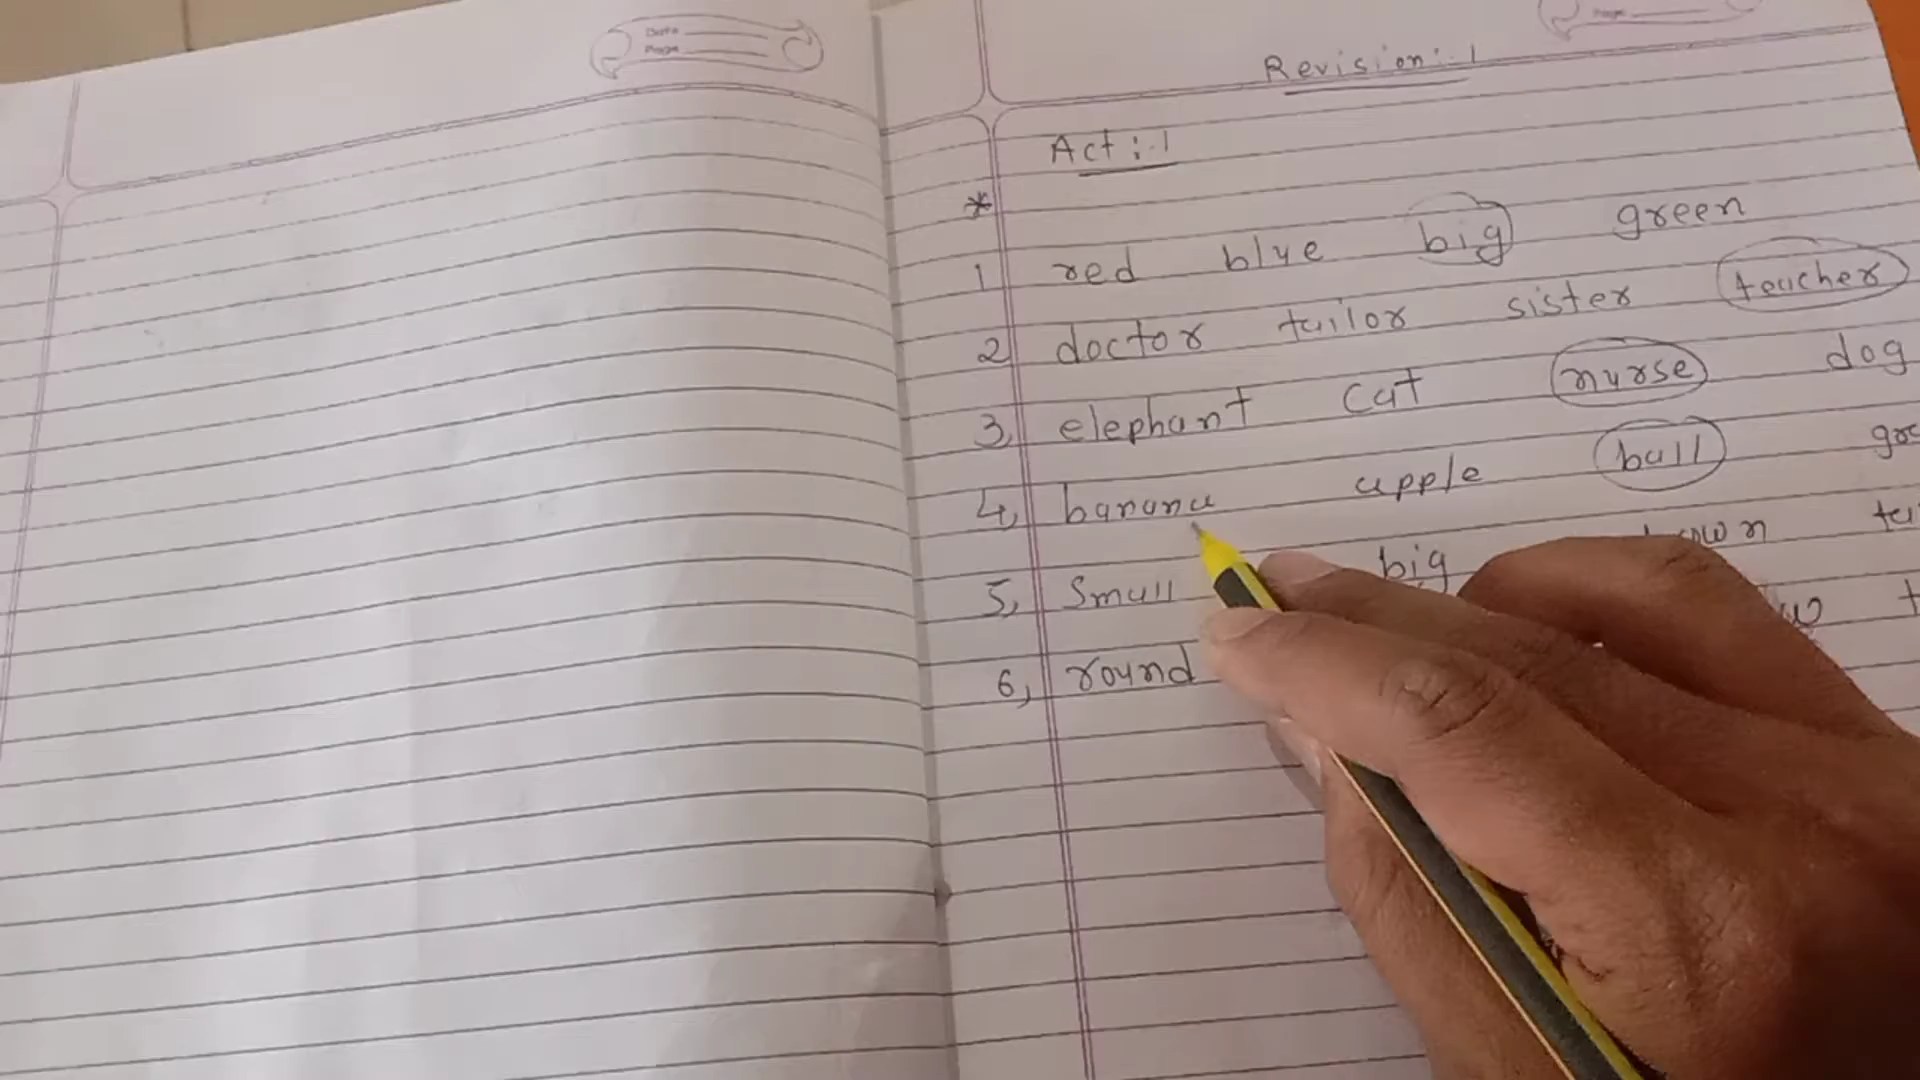 Date
Page
Page
Revision:-1
Act:-1
*
1 red blue big green
2 doctor tailor sister teacher
3, elephant cat nurse dog
4, banana apple ball
5, Small big
6, round